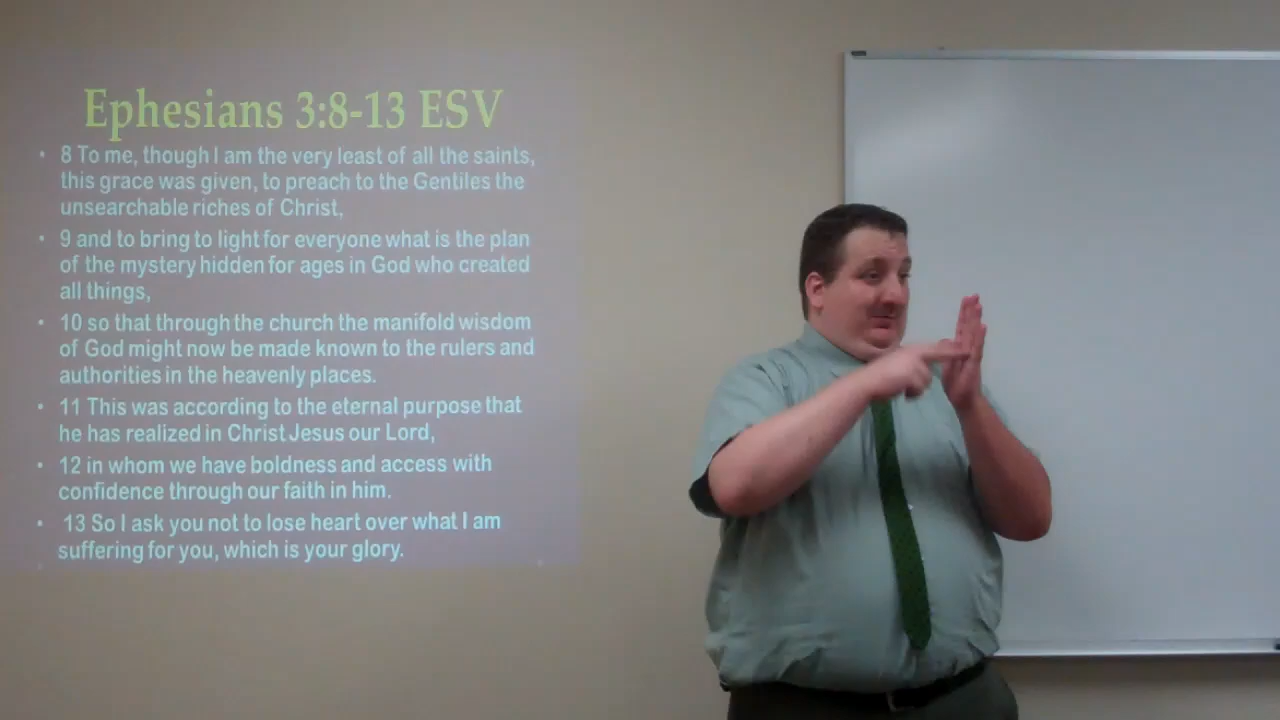 Ephesians 3:8-13 ESV
• 8 To me, though I am the very least of all the saints,
this grace was given, to preach to the Gentiles the
unsearchable riches of Christ,
• 9 and to bring to light for everyone what is the plan
of the mystery hidden for ages in God who created
all things,
• 10 so that through the church the manifold wisdom
of God might now be made known to the rulers and
authorities in the heavenly places.
• 11 This was according to the eternal purpose that
he has realized in Christ Jesus our Lord,
• 12 in whom we have boldness and access with
confidence through our faith in him.
• 13 So I ask you not to lose heart over what I am
suffering for you, which is your glory.